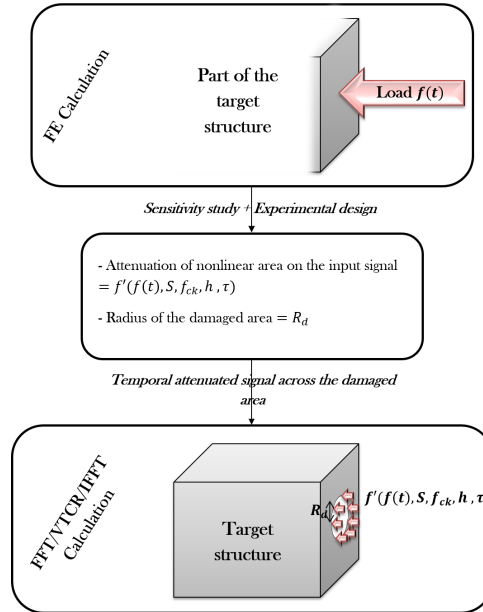 FE Calculation
Part of the
target
structure
Load f(t)
Sensitivity study + Experimental design
- Attenuation of nonlinear area on the input signal
= f′(f(t), S, f_ck, h, τ)
- Radius of the damaged area = R_d
Temporal attenuated signal across the damaged
area
FFT/VTCR/IFFT
Calculation
Target
structure
R_d
f′(f(t), S, f_ck, h , τ